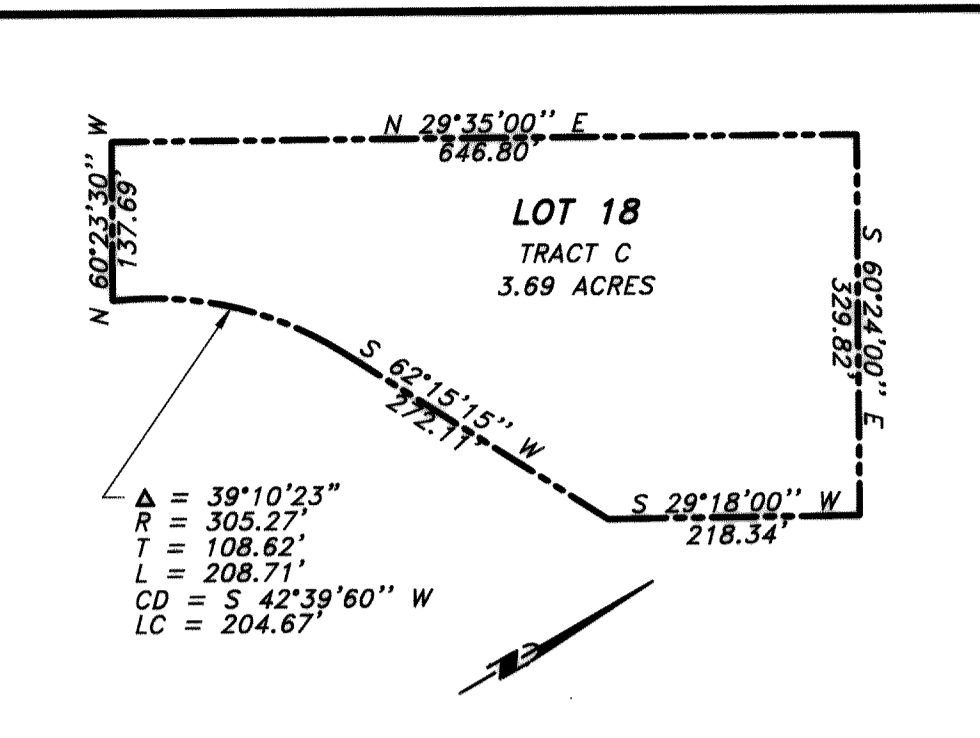 N 29°35'00'' E
646.80'
N 60°23'30'' W
137.69'
LOT 18
TRACT C
3.69 ACRES
S 60°24'00'' E
329.82'
S 62°15'15'' W
272.11'
S 29°18'00'' W
218.34'
Δ = 39°10'23"
R = 305.27'
T = 108.62'
L = 208.71'
CD = S 42°39'60'' W
LC = 204.67'
N